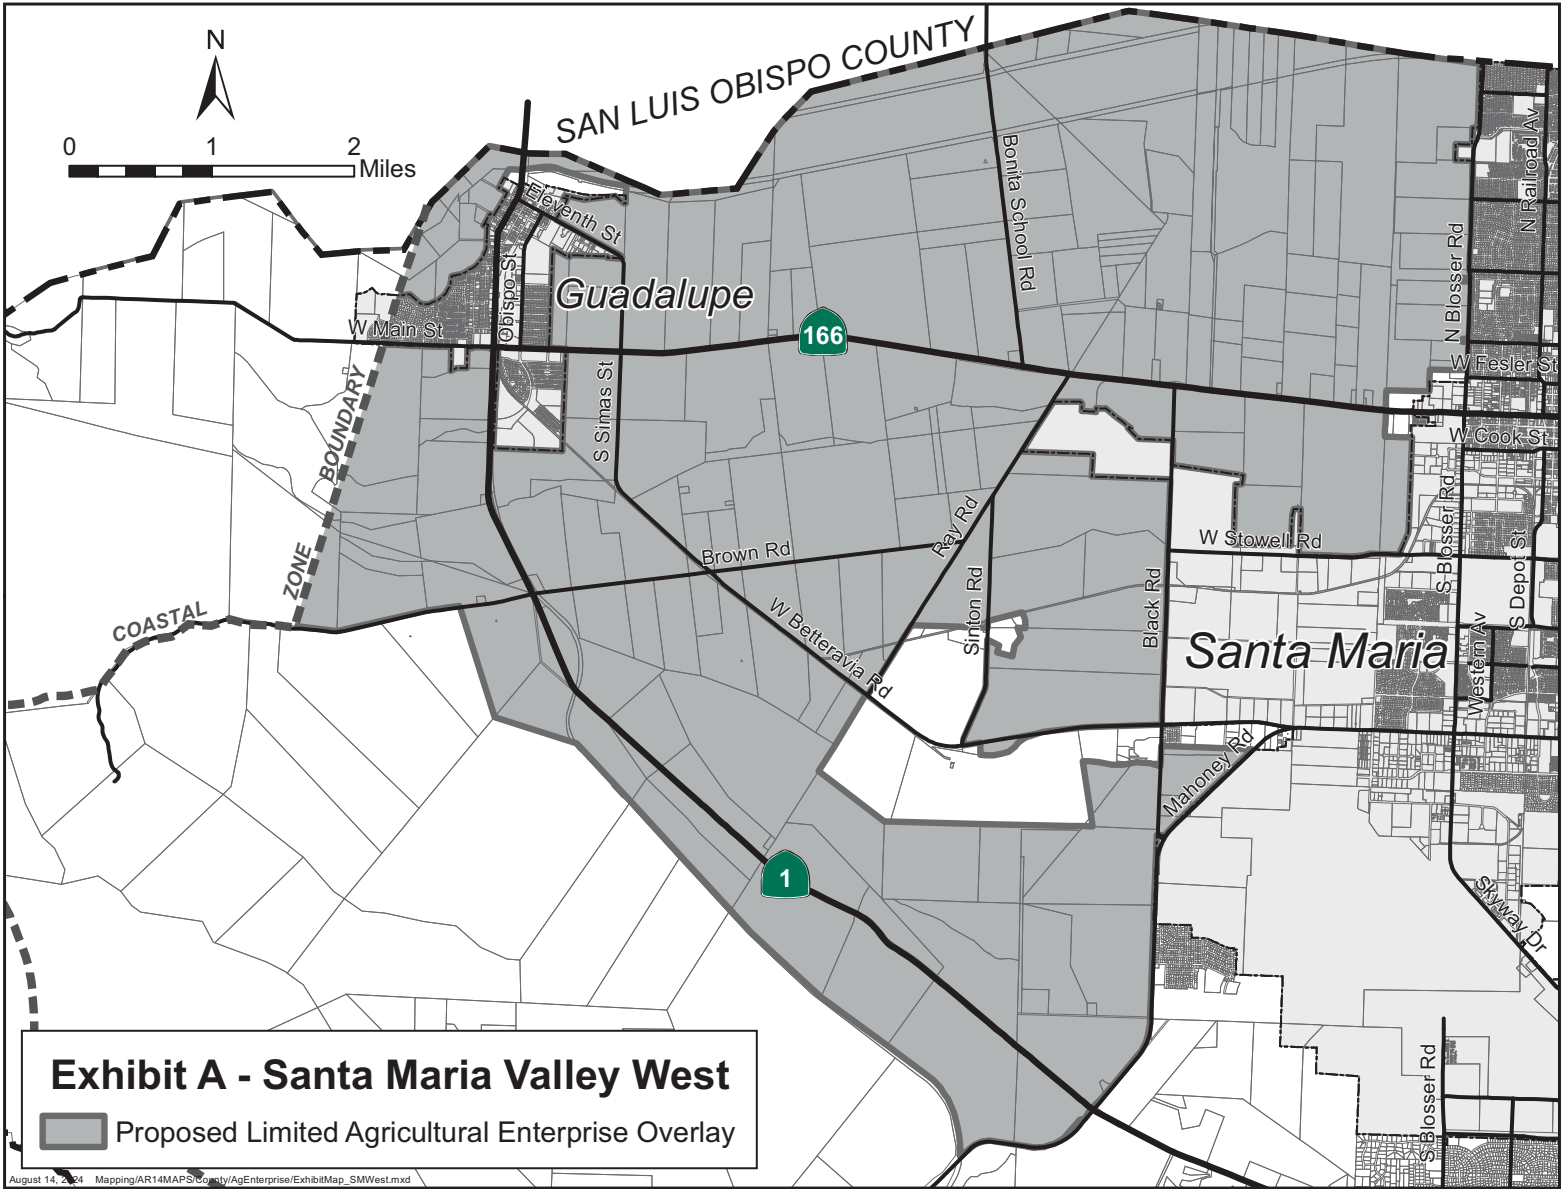 N
SAN LUIS OBISPO COUNTY
0 1 2
Miles
Bonita School Rd
N Railroad Av
Eleventh St
N Blosser Rd
Obispo St
Guadalupe
W Main St
166
W Fesler St
BOUNDARY
S Simas St
W Cook St
S Blosser Rd
Ray Rd
W Stowell Rd
S Depot St
Brown Rd
ZONE
Sinton Rd
Black Rd
COASTAL
W Betteravia Rd
Santa Maria
Western Av
Mahoney Rd
1
Skyway Dr
S Blosser Rd
Exhibit A - Santa Maria Valley West
Proposed Limited Agricultural Enterprise Overlay
August 14, 2024 Mapping/AR14MAPS/County/AgEnterprise/ExhibitMap_SMWest.mxd